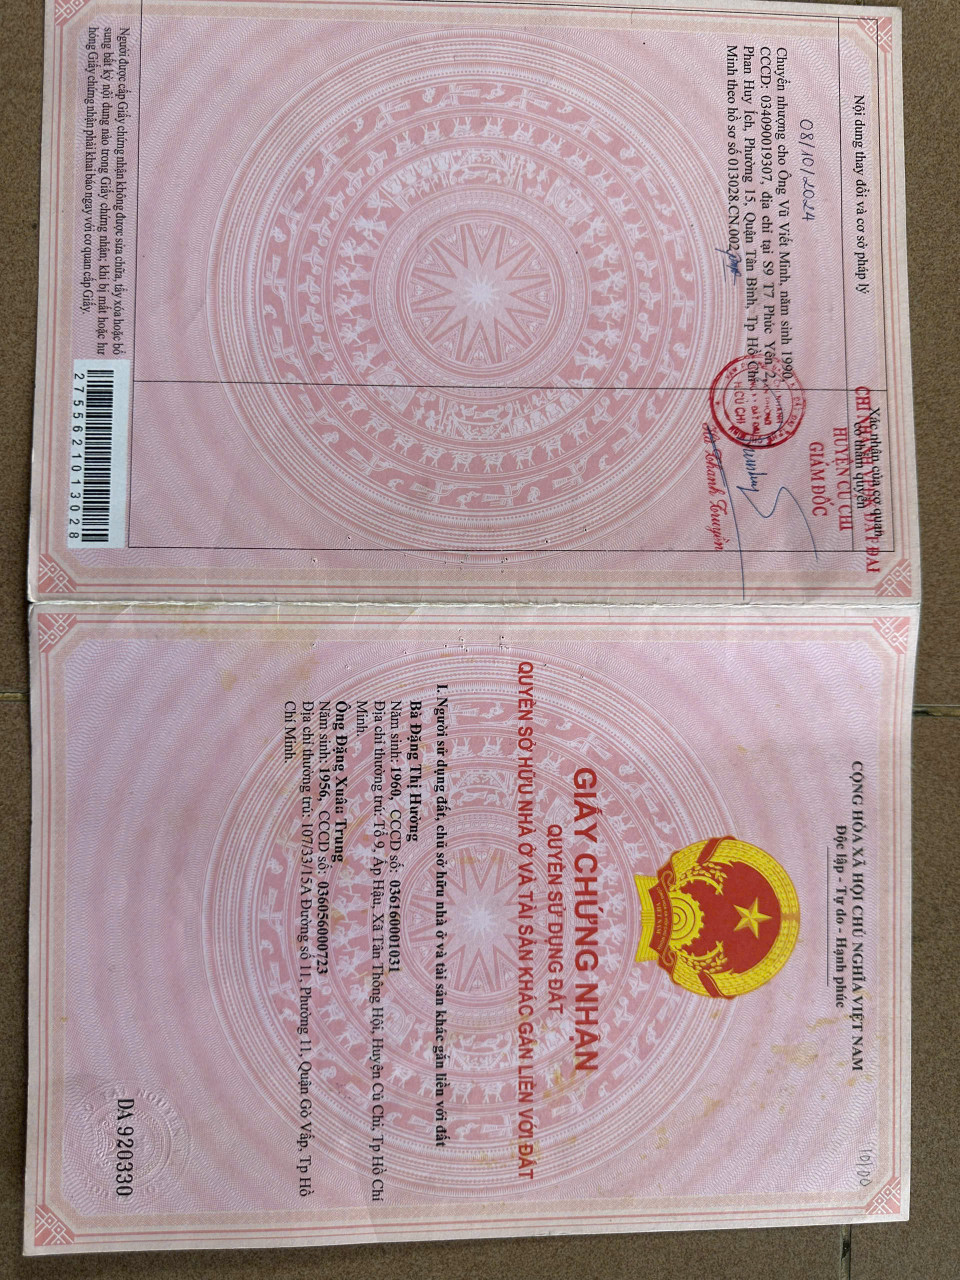 Nội dung thay đổi và cơ sở pháp lý
Xác nhận của cơ quan
có thẩm quyền
08/10/2024
Chuyển nhượng cho Ông Vũ Viết Minh, năm sinh 1990,
CCCD: 034090019307, địa chỉ tại S9 T7 Phúc Yên 2,
Phan Huy Ích, Phường 15, Quận Tân Bình, Tp Hồ Chí
Minh theo hồ sơ số 013028.CN.002
ĐẤT ĐAI
HUYỆN CỦ CHI
GIÁM ĐỐC
H.CỦ CHI
Người được cấp Giấy chứng nhận không được sửa chữa, tẩy xóa hoặc bổ
sung bất kỳ nội dung nào trong Giấy chứng nhận; khi bị mất hoặc hư
hỏng Giấy chứng nhận phải khai báo ngay với cơ quan cấp Giấy.
2755621013028
10/00
CỘNG HÒA XÃ HỘI CHỦ NGHĨA VIỆT NAM
Độc lập - Tự do - Hạnh phúc
VIỆT NAM
GIẤY CHỨNG NHẬN
QUYỀN SỬ DỤNG ĐẤT
QUYỀN SỞ HỮU NHÀ Ở VÀ TÀI SẢN KHÁC GẮN LIỀN VỚI ĐẤT
I. Người sử dụng đất, chủ sở hữu nhà ở và tài sản khác gắn liền với đất
Bà Đặng Thị Hường
Năm sinh: 1960, CCCD số: 036160001031
Địa chỉ thường trú: Tổ 9, Ấp Hậu, Xã Tân Thông Hội, Huyện Củ Chi, Tp Hồ Chí
Minh.
Ông Đặng Xuân Trung
Năm sinh: 1956, CCCD số: 036056000723
Địa chỉ thường trú: 107/33/15A Đường số 11, Phường 11, Quận Gò Vấp, Tp Hồ
Chí Minh.
DA 920330